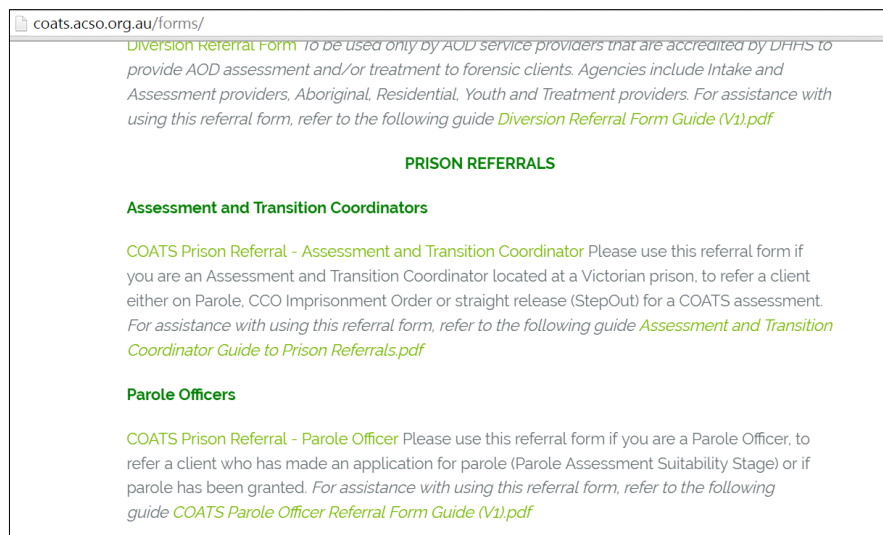 coats.acso.org.au/forms/
Diversion Referral Form To be used only by AOD service providers that are accredited by DHHS to
provide AOD assessment and/or treatment to forensic clients. Agencies include Intake and
Assessment providers, Aboriginal, Residential, Youth and Treatment providers. For assistance with
using this referral form, refer to the following guide Diversion Referral Form Guide (V1).pdf
PRISON REFERRALS
Assessment and Transition Coordinators
COATS Prison Referral - Assessment and Transition Coordinator Please use this referral form if
you are an Assessment and Transition Coordinator located at a Victorian prison, to refer a client
either on Parole, CCO Imprisonment Order or straight release (StepOut) for a COATS assessment.
For assistance with using this referral form, refer to the following guide Assessment and Transition
Coordinator Guide to Prison Referrals.pdf
Parole Officers
COATS Prison Referral - Parole Officer Please use this referral form if you are a Parole Officer, to
refer a client who has made an application for parole (Parole Assessment Suitability Stage) or if
parole has been granted. For assistance with using this referral form, refer to the following
guide COATS Parole Officer Referral Form Guide (V1).pdf